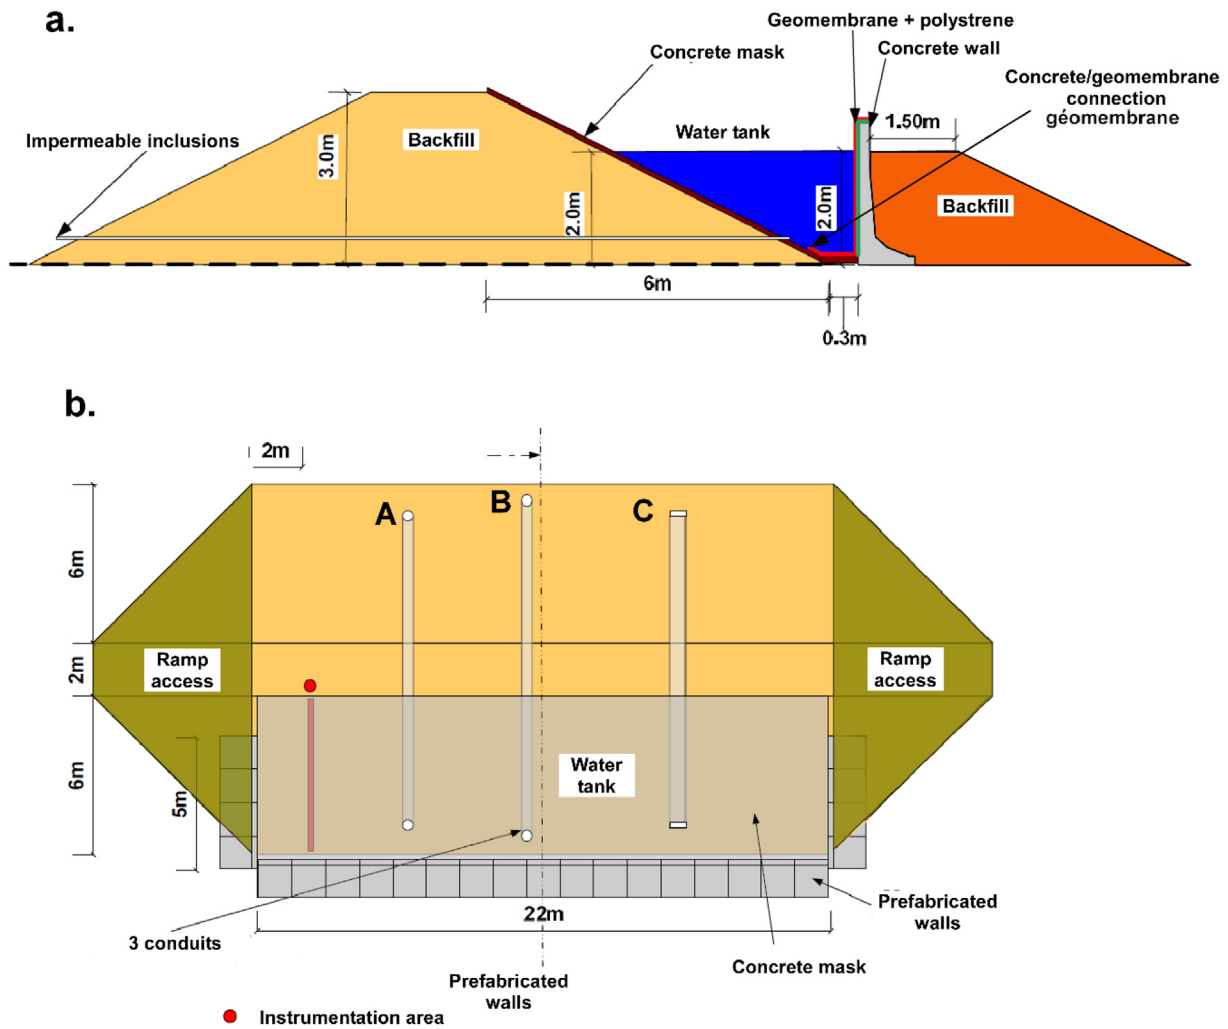 a.
Geomembrane + polystrene
Concrete mask
Concrete wall
Concrete/geomembrane
connection
géomembrane
1.50m
Water tank
Impermeable inclusions
Backfill
3.0m
2.0m
2.0m
Backfill
6m
0.3m
b.
2m
A
B
C
6m
Ramp
access
Ramp
access
2m
Water
tank
6m
5m
22m
Prefabricated
walls
3 conduits
Concrete mask
Prefabricated
walls
Instrumentation area